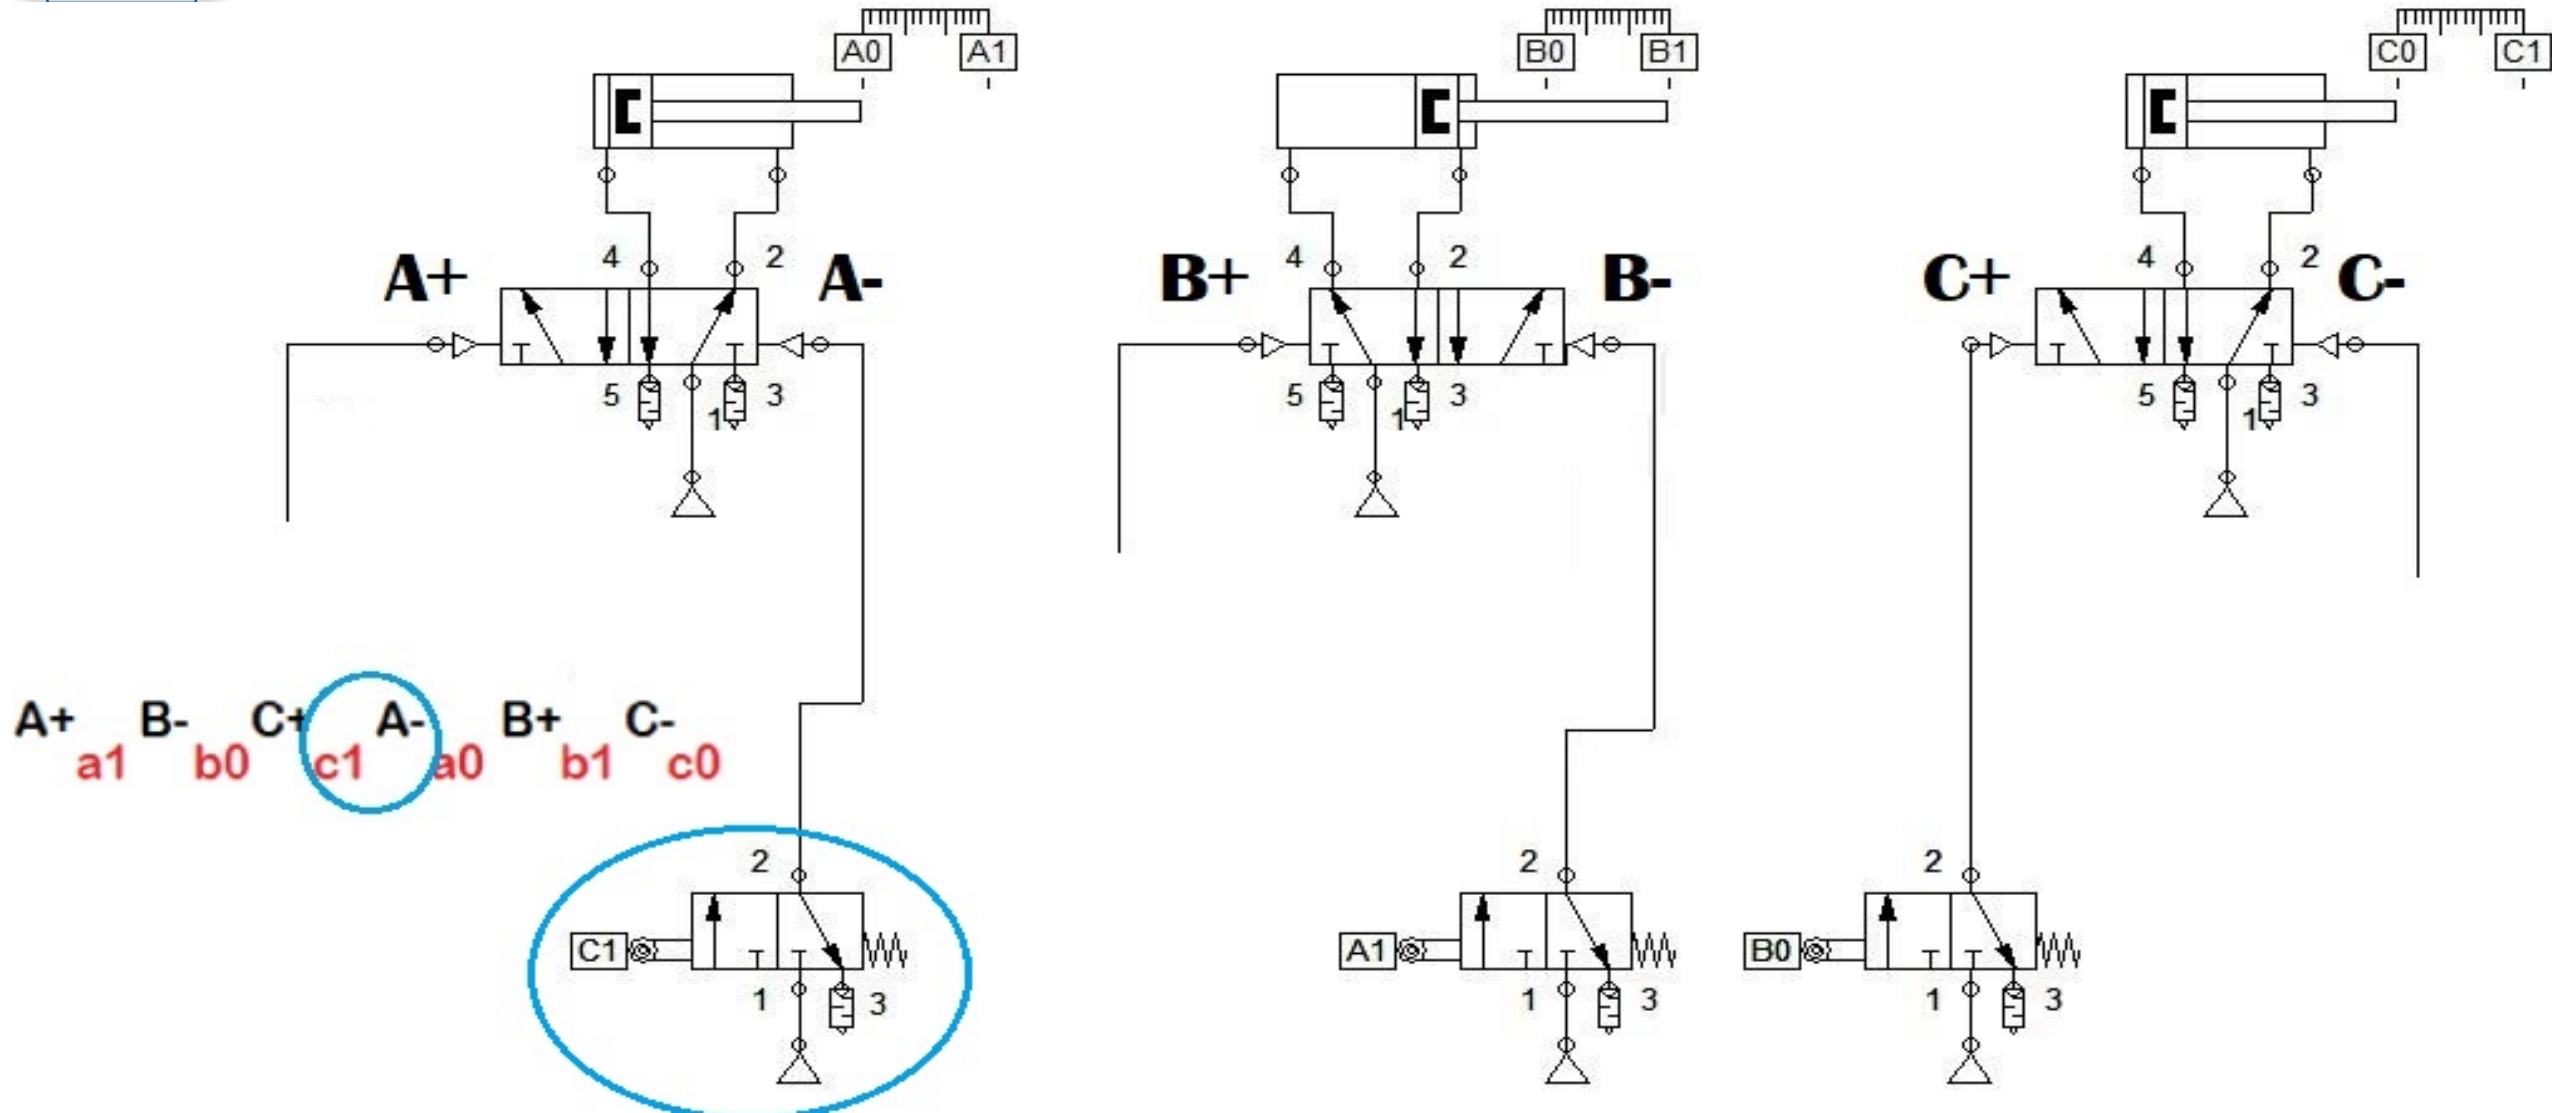 A0 A1 B0 B1 C0 C1
A+ 4 2 A- B+ 4 2 B- C+ 4 2 C-
5 1 3 5 1 3 5 1 3
A+ B- C+ A- B+ C-
a1 b0 c1 a0 b1 c0
2 2 2
C1 A1 B0
1 3 1 3 1 3